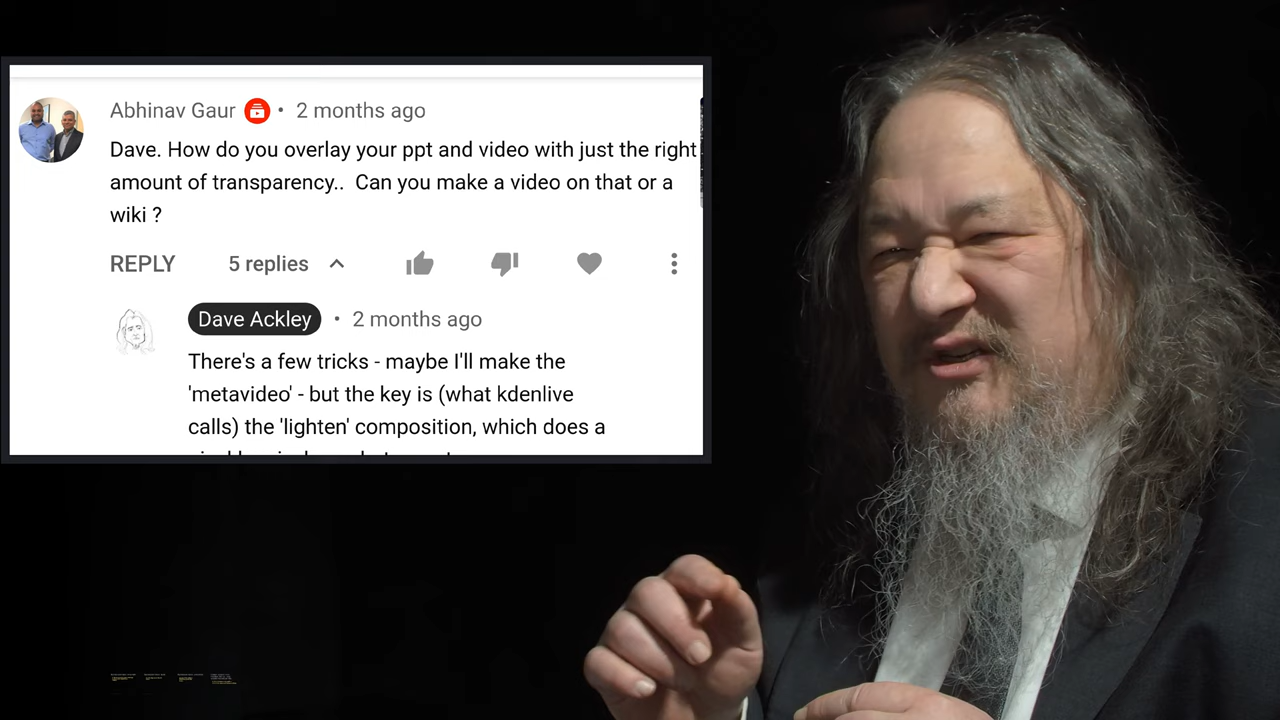 Abhinav Gaur • 2 months ago
Dave. How do you overlay your ppt and video with just the right
amount of transparency.. Can you make a video on that or a
wiki ?
REPLY 5 replies
Dave Ackley • 2 months ago
There's a few tricks - maybe I'll make the
'metavideo' - but the key is (what kdenlive
calls) the 'lighten' composition, which does a